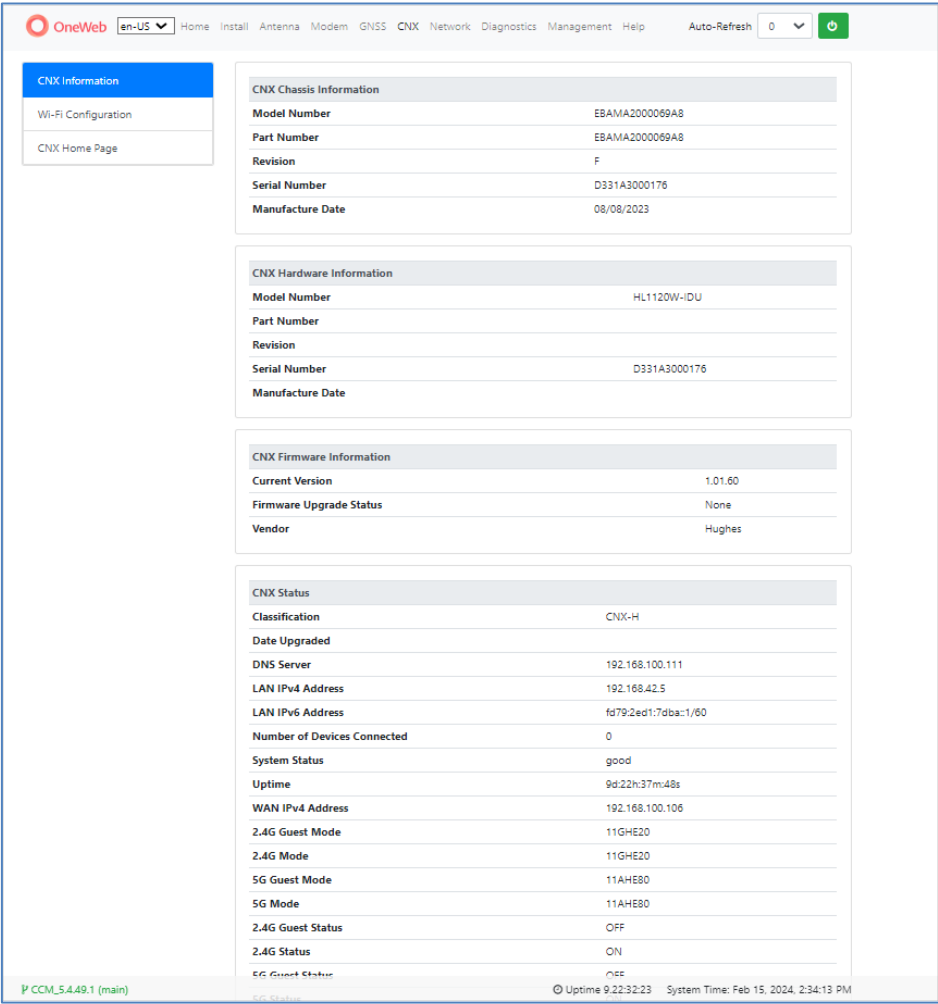 OneWeb en-US Home Install Antenna Modem GNSS CNX Network Diagnostics Management Help Auto-Refresh 0
CNX Information
Wi-Fi Configuration
CNX Home Page
CNX Chassis Information
Model Number EBAMA2000069A8
Part Number EBAMA2000069A8
Revision F
Serial Number D331A3000176
Manufacture Date 08/08/2023
CNX Hardware Information
Model Number HL1120W-IDU
Part Number
Revision
Serial Number D331A3000176
Manufacture Date
CNX Firmware Information
Current Version 1.01.60
Firmware Upgrade Status None
Vendor Hughes
CNX Status
Classification CNX-H
Date Upgraded
DNS Server 192.168.100.111
LAN IPv4 Address 192.168.42.5
LAN IPv6 Address fd79:2ed1:7dba::1/60
Number of Devices Connected 0
System Status good
Uptime 9d:22h:37m:48s
WAN IPv4 Address 192.168.100.106
2.4G Guest Mode 11GHE20
2.4G Mode 11GHE20
5G Guest Mode 11AHE80
5G Mode 11AHE80
2.4G Guest Status OFF
2.4G Status ON
5G Guest Status OFF
5G Status ON
CCM_5.4.49.1 (main) Uptime 9.22:32:23 System Time: Feb 15, 2024, 2:34:13 PM